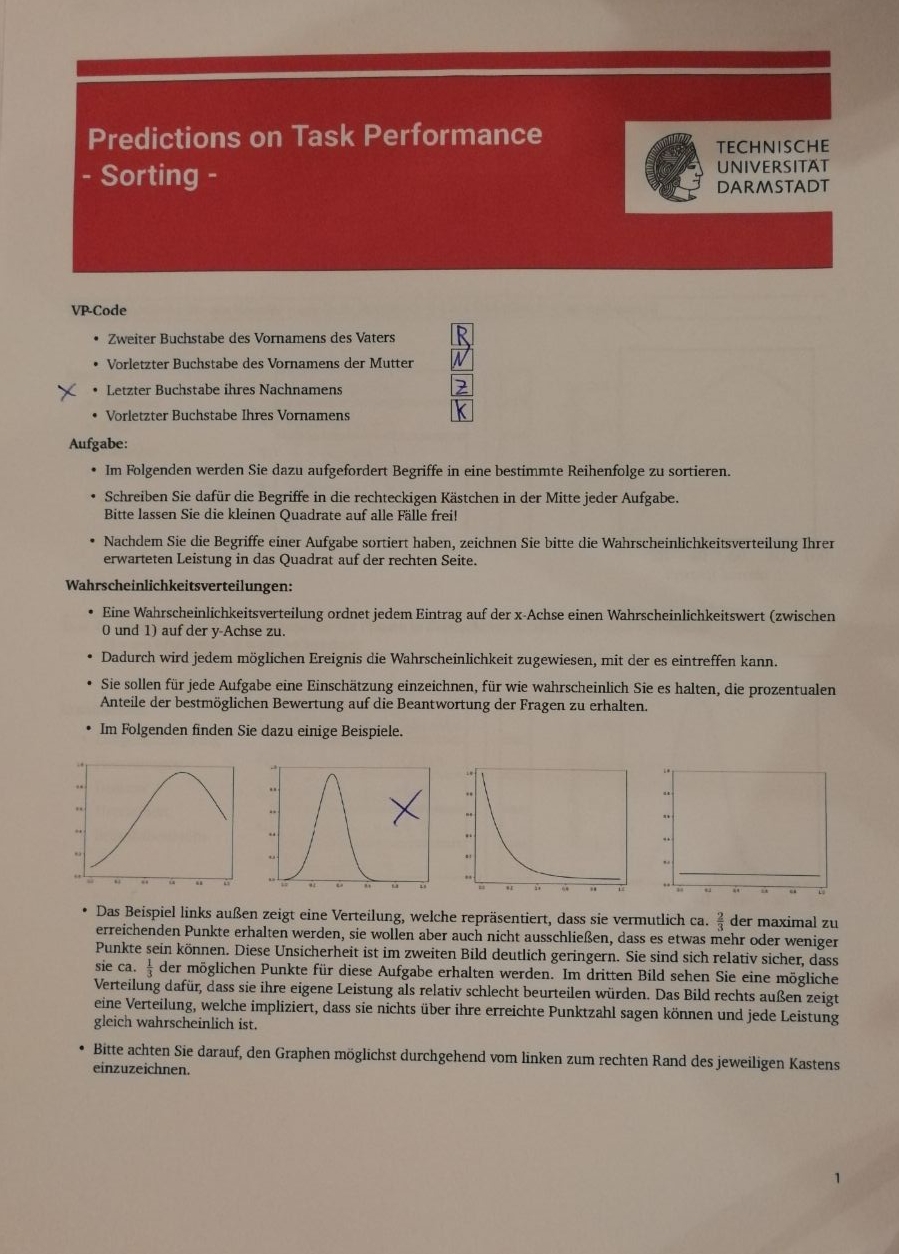 Predictions on Task Performance
- Sorting -
TECHNISCHE
UNIVERSITÄT
DARMSTADT
VP-Code
• Zweiter Buchstabe des Vornamens des Vaters R
• Vorletzter Buchstabe des Vornamens der Mutter N
X • Letzter Buchstabe ihres Nachnamens Z
• Vorletzter Buchstabe Ihres Vornamens K
Aufgabe:
• Im Folgenden werden Sie dazu aufgefordert Begriffe in eine bestimmte Reihenfolge zu sortieren.
• Schreiben Sie dafür die Begriffe in die rechteckigen Kästchen in der Mitte jeder Aufgabe.
Bitte lassen Sie die kleinen Quadrate auf alle Fälle frei!
• Nachdem Sie die Begriffe einer Aufgabe sortiert haben, zeichnen Sie bitte die Wahrscheinlichkeitsverteilung Ihrer
erwarteten Leistung in das Quadrat auf der rechten Seite.
Wahrscheinlichkeitsverteilungen:
• Eine Wahrscheinlichkeitsverteilung ordnet jedem Eintrag auf der x-Achse einen Wahrscheinlichkeitswert (zwischen
0 und 1) auf der y-Achse zu.
• Dadurch wird jedem möglichen Ereignis die Wahrscheinlichkeit zugewiesen, mit der es eintreffen kann.
• Sie sollen für jede Aufgabe eine Einschätzung einzeichnen, für wie wahrscheinlich Sie es halten, die prozentualen
Anteile der bestmöglichen Bewertung auf die Beantwortung der Fragen zu erhalten.
• Im Folgenden finden Sie dazu einige Beispiele.
X
• Das Beispiel links außen zeigt eine Verteilung, welche repräsentiert, dass sie vermutlich ca. 2/3 der maximal zu
erreichenden Punkte erhalten werden, sie wollen aber auch nicht ausschließen, dass es etwas mehr oder weniger
Punkte sein können. Diese Unsicherheit ist im zweiten Bild deutlich geringern. Sie sind sich relativ sicher, dass
sie ca. 1/3 der möglichen Punkte für diese Aufgabe erhalten werden. Im dritten Bild sehen Sie eine mögliche
Verteilung dafür, dass sie ihre eigene Leistung als relativ schlecht beurteilen würden. Das Bild rechts außen zeigt
eine Verteilung, welche impliziert, dass sie nichts über ihre erreichte Punktzahl sagen können und jede Leistung
gleich wahrscheinlich ist.
• Bitte achten Sie darauf, den Graphen möglichst durchgehend vom linken zum rechten Rand des jeweiligen Kastens
einzuzeichnen.
1